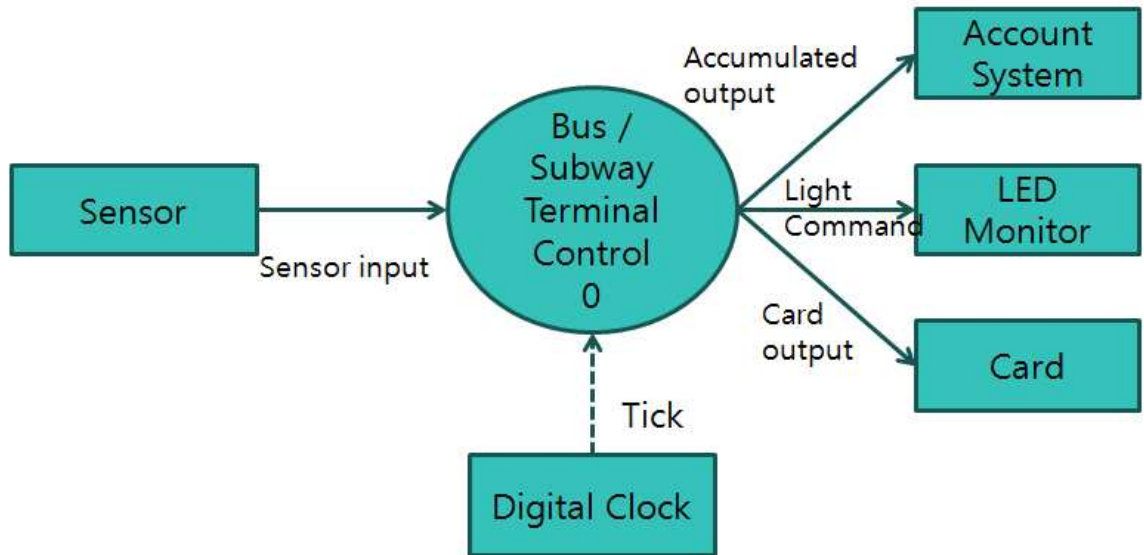 Sensor
Sensor input
Bus /
Subway
Terminal
Control
0
Tick
Digital Clock
Accumulated
output
Account
System
Light
Command
LED
Monitor
Card
output
Card